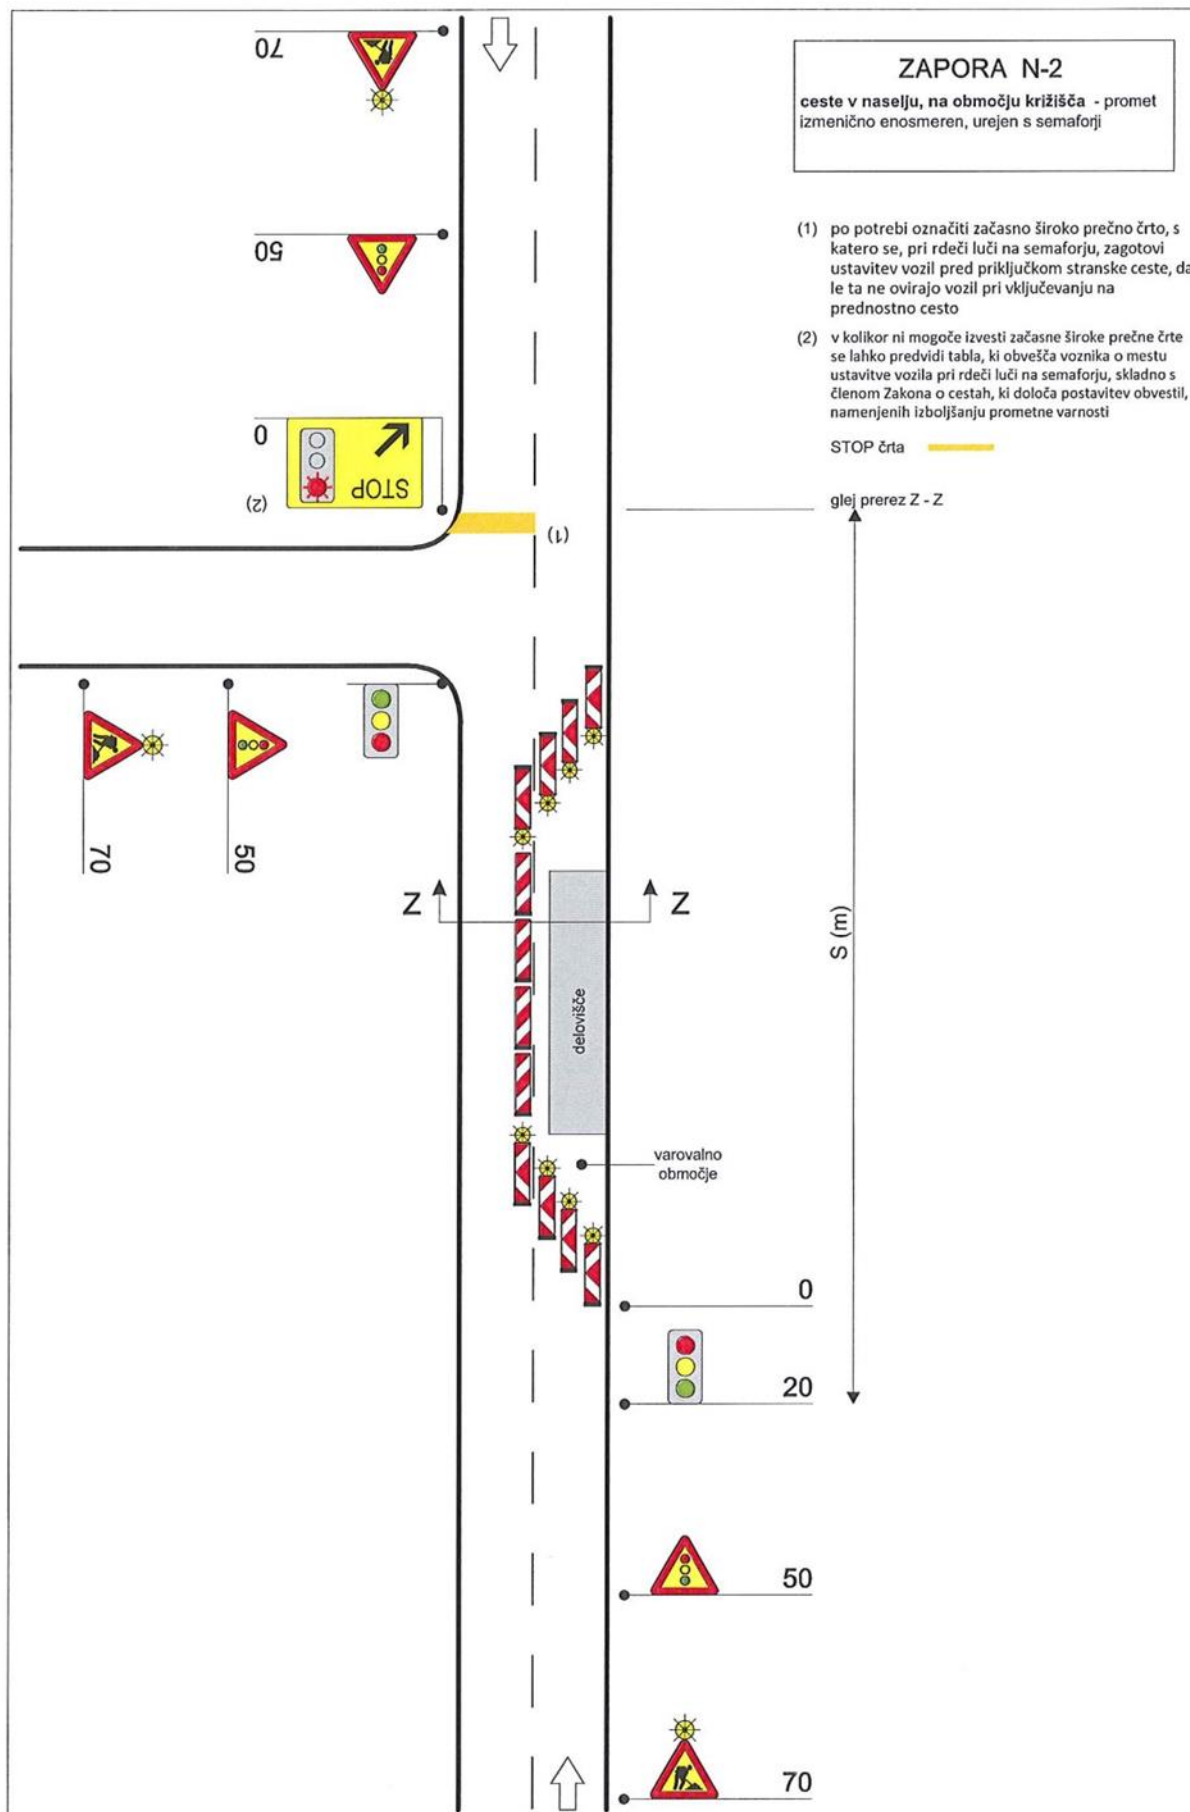 ZAPORA N-2
ceste v naselju, na območju križišča - promet
izmenično enosmeren, urejen s semaforji
(1) po potrebi označiti začasno široko prečno črto, s
katero se, pri rdeči luči na semaforju, zagotovi
ustavitev vozil pred priključkom stranske ceste, da
le ta ne ovirajo vozil pri vključevanju na
prednostno cesto
(2) v kolikor ni mogoče izvesti začasne široke prečne črte
se lahko predvidi tabla, ki obvešča voznika o mestu
ustavitve vozila pri rdeči luči na semaforju, skladno s
členom Zakona o cestah, ki določa postavitev obvestil,
namenjenih izboljšanju prometne varnosti
STOP črta
glej prerez Z - Z
70
50
0
STOP
(2)
(1)
70
50
Z
Z
S (m)
delovišče
varovalno
območje
0
20
50
70